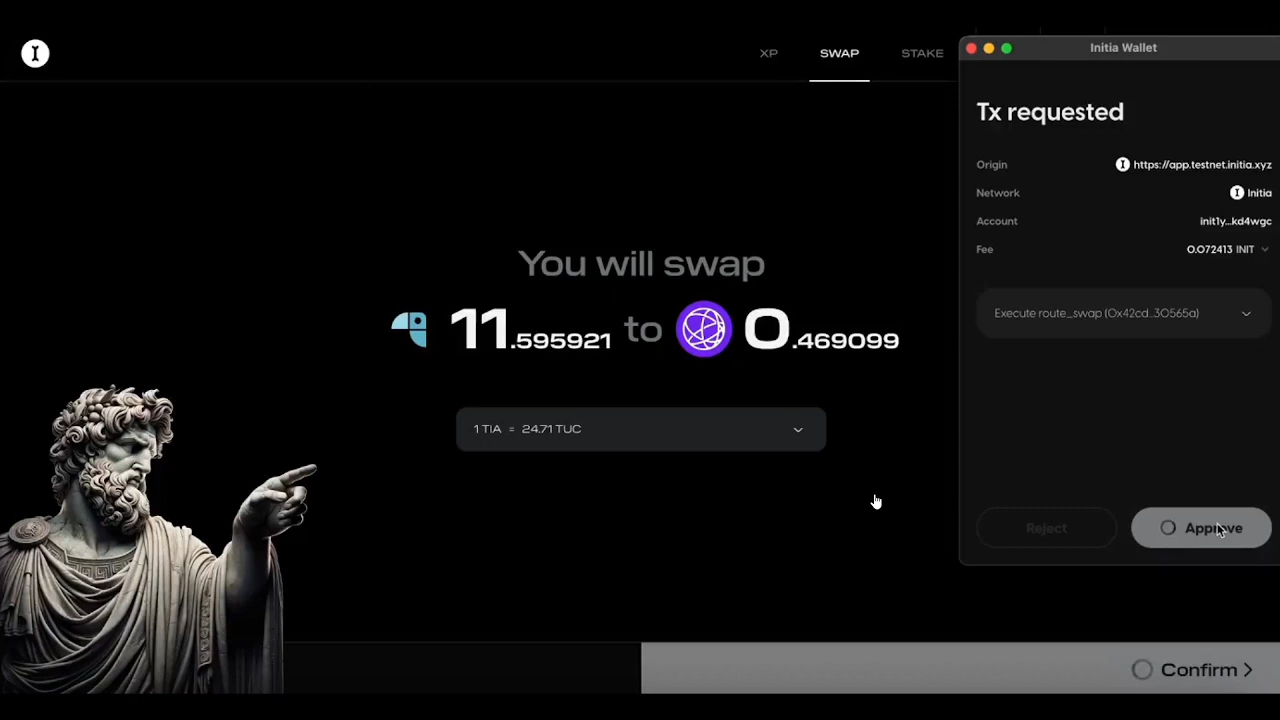 XP
SWAP
STAKE
Initia Wallet
Tx requested
Origin
https://app.testnet.initia.xyz
Network
Initia
Account
init1y...kd4wgc
Fee
0.072413 INIT
Execute route_swap (0x42cd...30565a)
Reject
Approve
You will swap
11.595921 to 0.469099
1 TIA = 24.71 TUC
Confirm